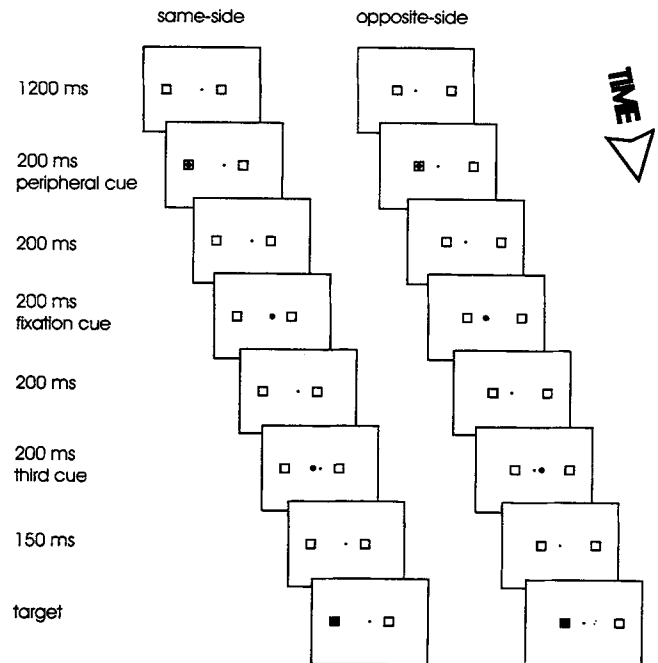 same-side
opposite-side
1200 ms
TIME
200 ms
peripheral cue
200 ms
200 ms
fixation cue
200 ms
200 ms
third cue
150 ms
target